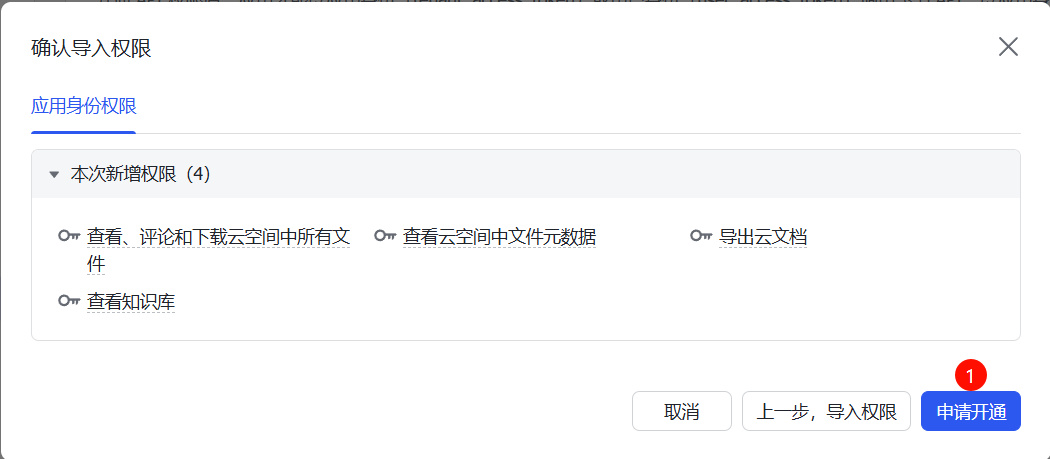 确认导入权限
应用身份权限
本次新增权限（4）
查看、评论和下载云空间中所有文
件
查看云空间中文件元数据
导出云文档
查看知识库
1
取消
上一步，导入权限
申请开通